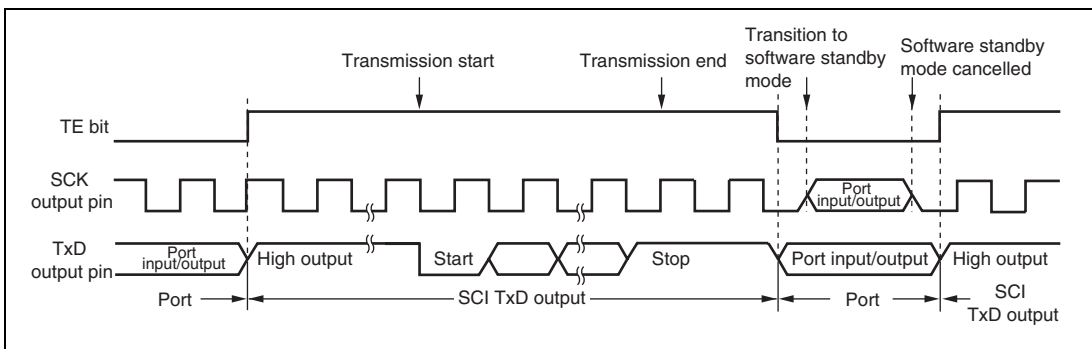 Transition to
software standby
mode
Software standby
mode cancelled
Transmission start
Transmission end
TE bit
SCK
output pin
Port
input/output
TxD
output pin
Port
input/output
High output
Start
Stop
Port input/output
High output
Port
SCI TxD output
Port
SCI
TxD output